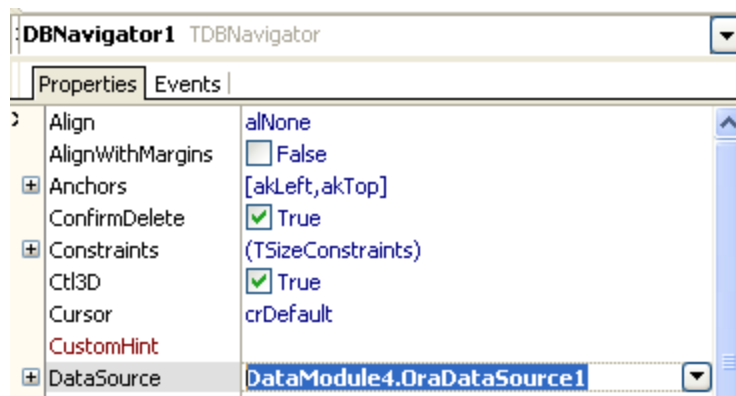 DBNavigator1 TDBNavigator
Properties Events
Align alNone
AlignWithMargins False
Anchors [akLeft,akTop]
ConfirmDelete True
Constraints (TSizeConstraints)
Ctl3D True
Cursor crDefault
CustomHint
DataSource DataModule4.OraDataSource1